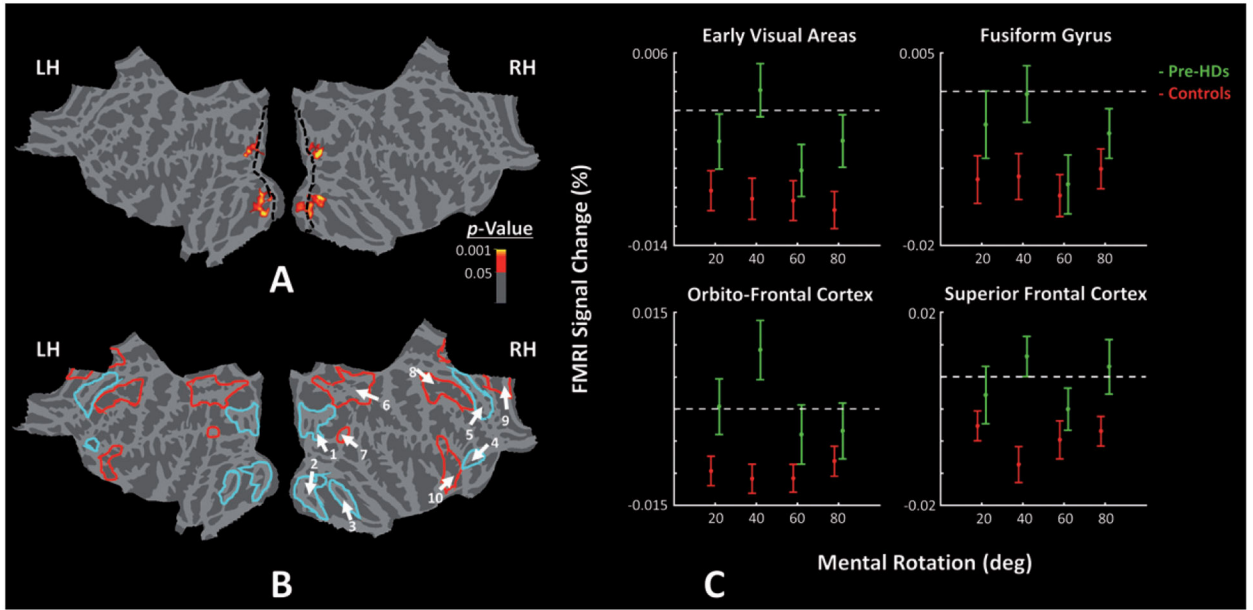 LH
RH
p-Value
0.001
0.05
A
LH
RH
8
6
9
5
4
1
7
2
3
10
B
FMRI Signal Change (%)
Early Visual Areas
0.006
-0.014
20 40 60 80
Fusiform Gyrus
0.005
-0.02
20 40 60 80
- Pre-HDs
- Controls
Orbito-Frontal Cortex
0.015
-0.015
20 40 60 80
Superior Frontal Cortex
0.02
-0.02
20 40 60 80
Mental Rotation (deg)
C